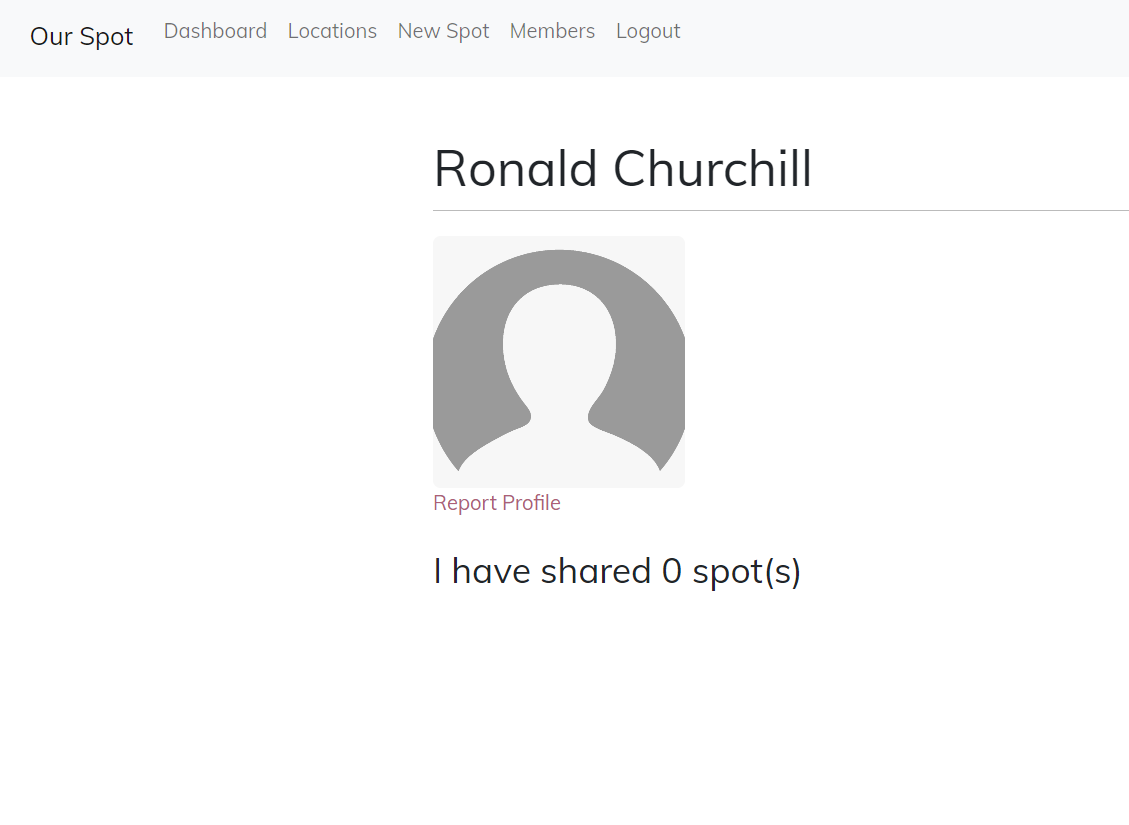 Our Spot Dashboard Locations New Spot Members Logout
Ronald Churchill
Report Profile
I have shared 0 spot(s)